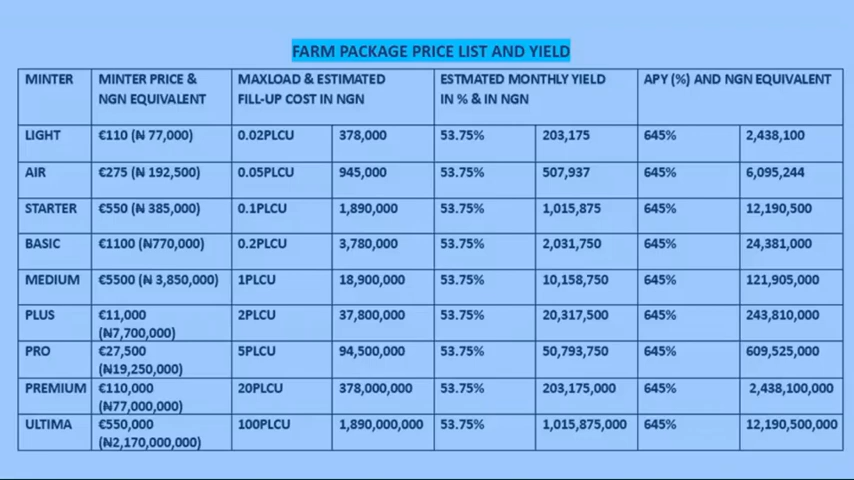 FARM PACKAGE PRICE LIST AND YIELD
MINTER MINTER PRICE & NGN EQUIVALENT MAXLOAD & ESTIMATED FILL-UP COST IN NGN ESTMATED MONTHLY YIELD IN % & IN NGN APY (%) AND NGN EQUIVALENT
LIGHT €110 (₦ 77,000) 0.02PLCU 378,000 53.75% 203,175 645% 2,438,100
AIR €275 (₦ 192,500) 0.05PLCU 945,000 53.75% 507,937 645% 6,095,244
STARTER €550 (₦ 385,000) 0.1PLCU 1,890,000 53.75% 1,015,875 645% 12,190,500
BASIC €1100 (₦770,000) 0.2PLCU 3,780,000 53.75% 2,031,750 645% 24,381,000
MEDIUM €5500 (₦ 3,850,000) 1PLCU 18,900,000 53.75% 10,158,750 645% 121,905,000
PLUS €11,000 (₦7,700,000) 2PLCU 37,800,000 53.75% 20,317,500 645% 243,810,000
PRO €27,500 (₦19,250,000) 5PLCU 94,500,000 53.75% 50,793,750 645% 609,525,000
PREMIUM €110,000 (₦77,000,000) 20PLCU 378,000,000 53.75% 203,175,000 645% 2,438,100,000
ULTIMA €550,000 (₦2,170,000,000) 100PLCU 1,890,000,000 53.75% 1,015,875,000 645% 12,190,500,000